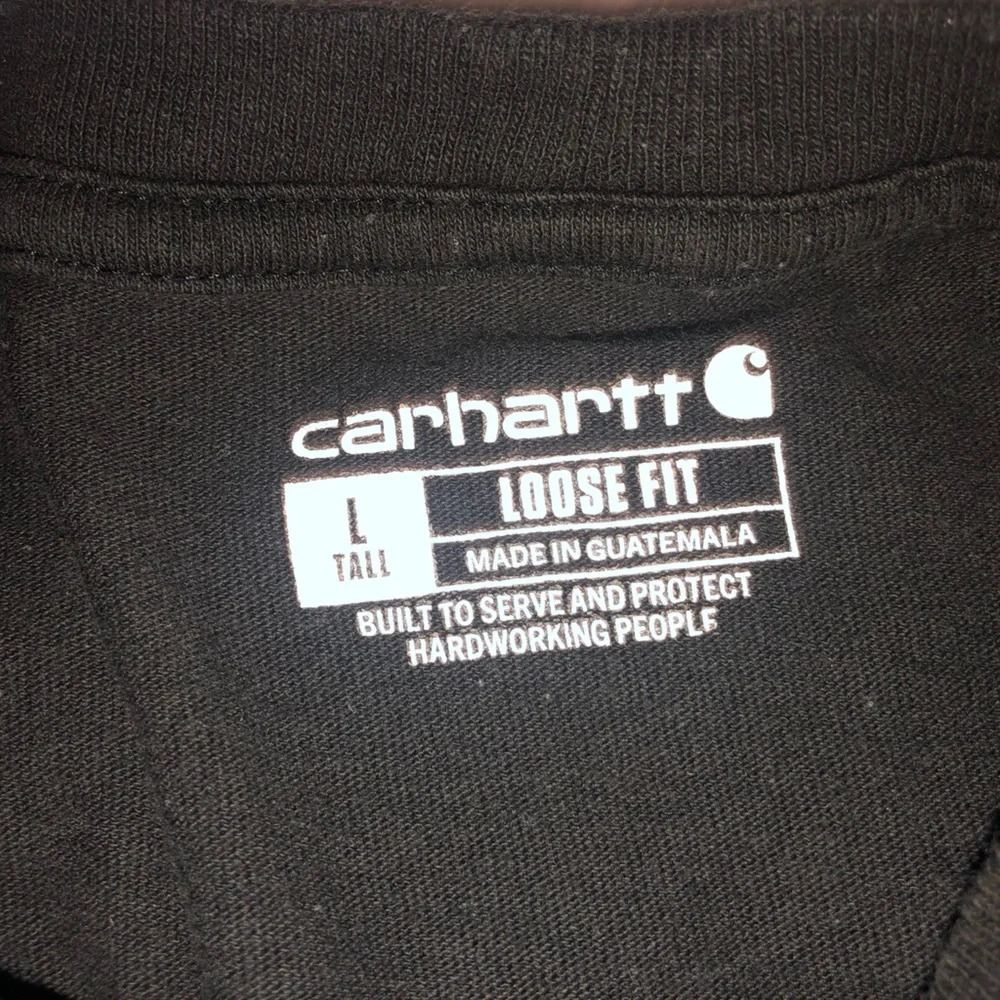 carhartt
L
TALL
LOOSE FIT
MADE IN GUATEMALA
BUILT TO SERVE AND PROTECT
HARDWORKING PEOPLE